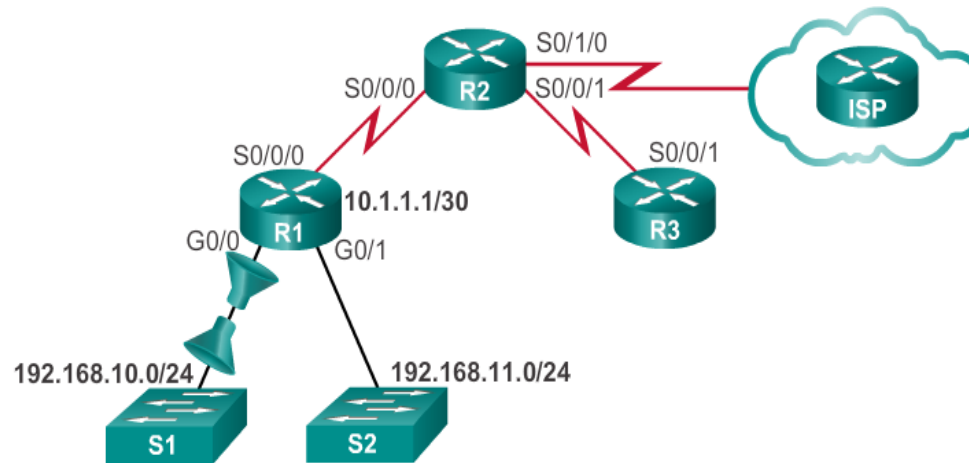 S0/1/0
R2
ISP
S0/0/0
S0/0/1
S0/0/0
S0/0/1
10.1.1.1/30
R1
R3
G0/0
G0/1
192.168.10.0/24
192.168.11.0/24
S1
S2